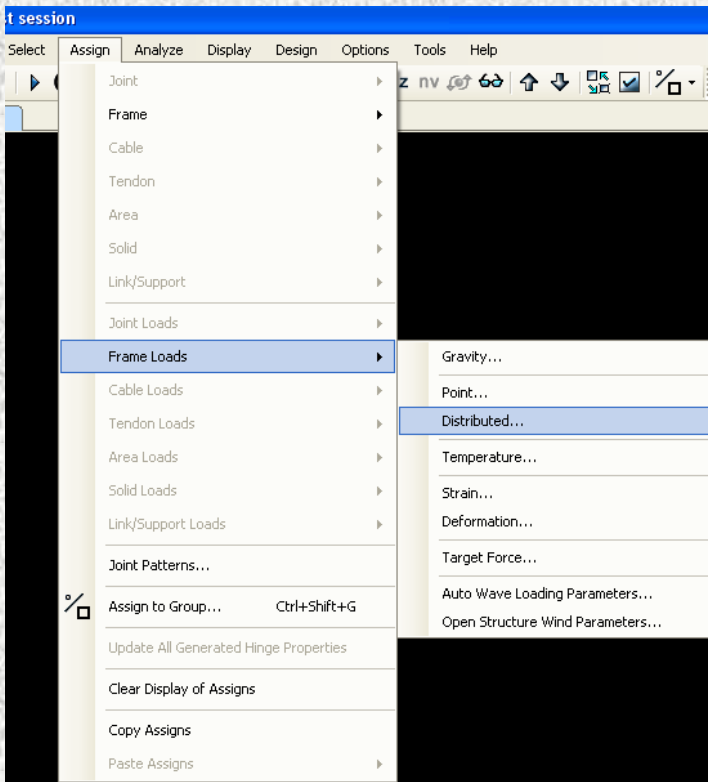 st session
Select Assign Analyze Display Design Options Tools Help
z nv
Joint
Frame
Cable
Tendon
Area
Solid
Link/Support
Joint Loads
Frame Loads
Cable Loads
Tendon Loads
Area Loads
Solid Loads
Link/Support Loads
Joint Patterns...
Assign to Group... Ctrl+Shift+G
Update All Generated Hinge Properties
Clear Display of Assigns
Copy Assigns
Paste Assigns
Gravity...
Point...
Distributed...
Temperature...
Strain...
Deformation...
Target Force...
Auto Wave Loading Parameters...
Open Structure Wind Parameters...